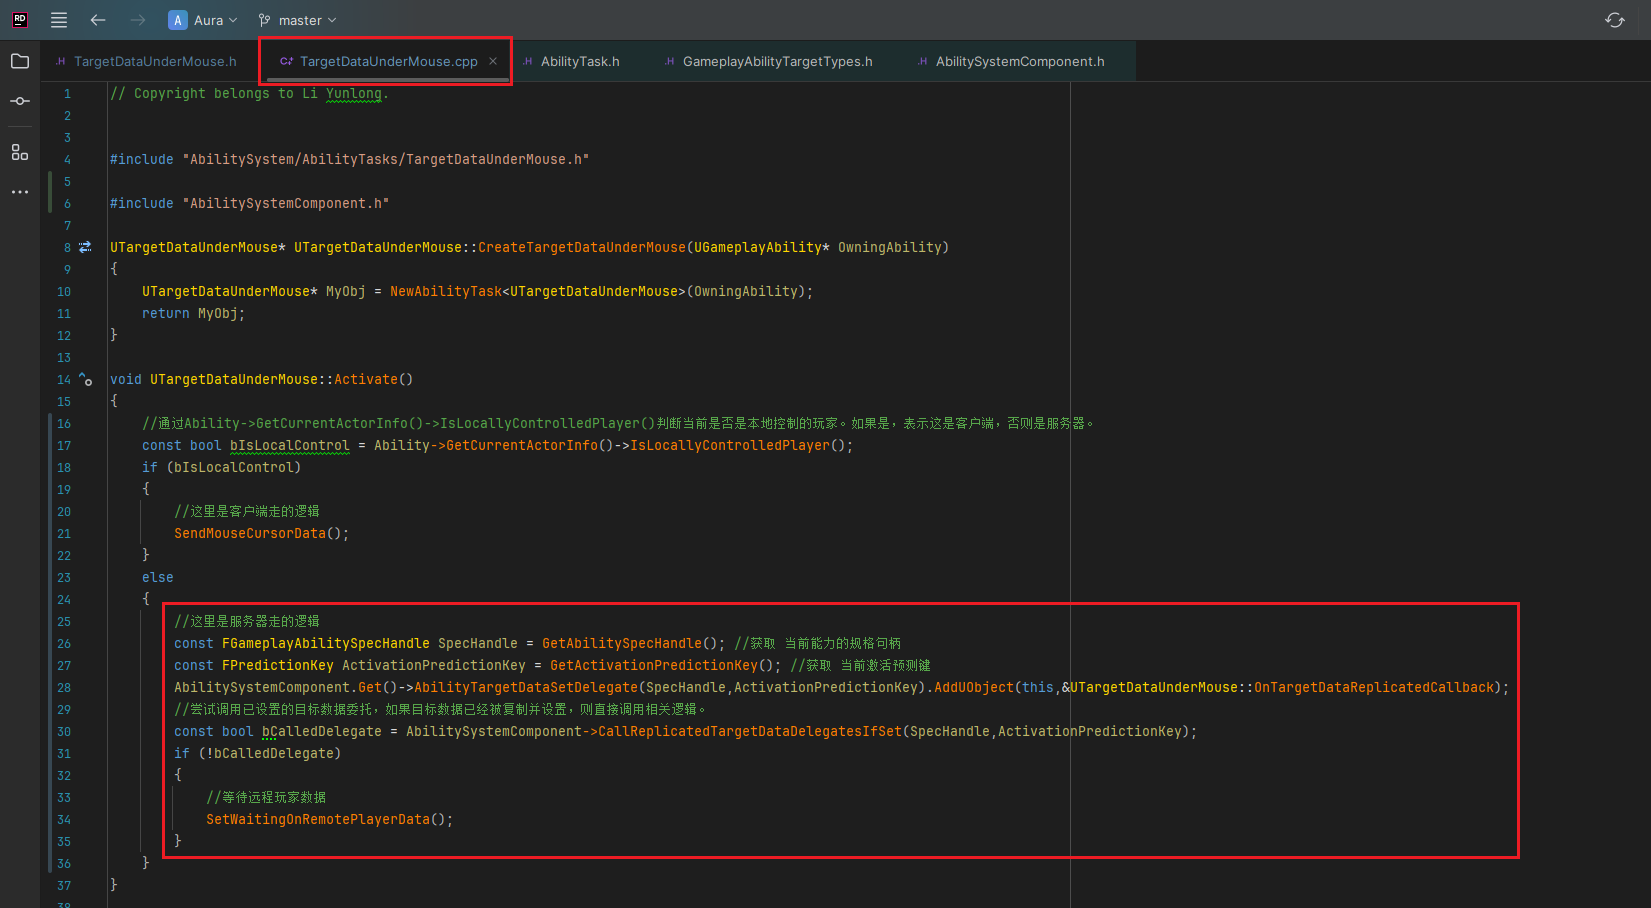 RD
A Aura
master
.H TargetDataUnderMouse.h
C++ TargetDataUnderMouse.cpp ×
.H AbilityTask.h
.H GameplayAbilityTargetTypes.h
.H AbilitySystemComponent.h
1 // Copyright belongs to Li Yunlong.
2
3
4 #include "AbilitySystem/AbilityTasks/TargetDataUnderMouse.h"
5
6 #include "AbilitySystemComponent.h"
7
8 UTargetDataUnderMouse* UTargetDataUnderMouse::CreateTargetDataUnderMouse(UGameplayAbility* OwningAbility)
9 {
10 UTargetDataUnderMouse* MyObj = NewAbilityTask<UTargetDataUnderMouse>(OwningAbility);
11 return MyObj;
12 }
13
14 void UTargetDataUnderMouse::Activate()
15 {
16 //通过Ability->GetCurrentActorInfo()->IsLocallyControlledPlayer()判断当前是否是本地控制的玩家。如果是，表示这是客户端，否则是服务器。
17 const bool bIsLocalControl = Ability->GetCurrentActorInfo()->IsLocallyControlledPlayer();
18 if (bIsLocalControl)
19 {
20 //这里是客户端走的逻辑
21 SendMouseCursorData();
22 }
23 else
24 {
25 //这里是服务器走的逻辑
26 const FGameplayAbilitySpecHandle SpecHandle = GetAbilitySpecHandle(); //获取 当前能力的规格句柄
27 const FPredictionKey ActivationPredictionKey = GetActivationPredictionKey(); //获取 当前激活预测键
28 AbilitySystemComponent.Get()->AbilityTargetDataSetDelegate(SpecHandle,ActivationPredictionKey).AddUObject(this,&UTargetDataUnderMouse::OnTargetDataReplicatedCallback);
29 //尝试调用已设置的目标数据委托，如果目标数据已经被复制并设置，则直接调用相关逻辑。
30 const bool bCalledDelegate = AbilitySystemComponent->CallReplicatedTargetDataDelegatesIfSet(SpecHandle,ActivationPredictionKey);
31 if (!bCalledDelegate)
32 {
33 //等待远程玩家数据
34 SetWaitingOnRemotePlayerData();
35 }
36 }
37 }
38